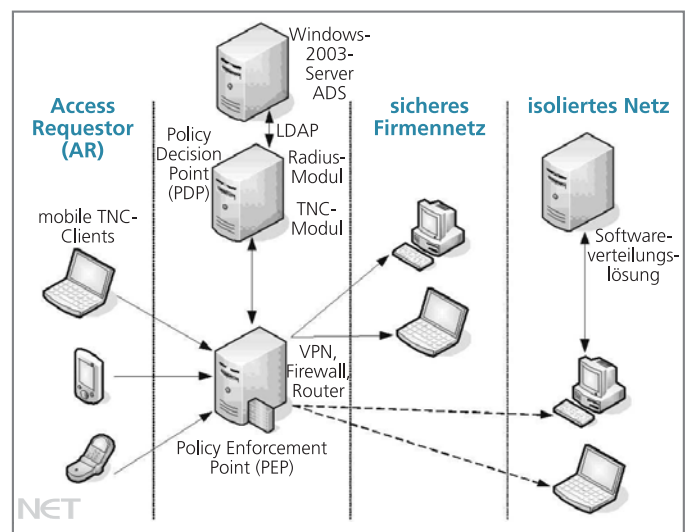 Windows-
2003-
Server
ADS
Access
Requestor
(AR)
sicheres
Firmennetz
isoliertes Netz
LDAP
Policy
Decision
Point
(PDP)
Radius-
Modul
TNC-
Modul
mobile TNC-
Clients
Software-
verteilungs-
lösung
VPN,
Firewall,
Router
Policy Enforcement
Point (PEP)
NET